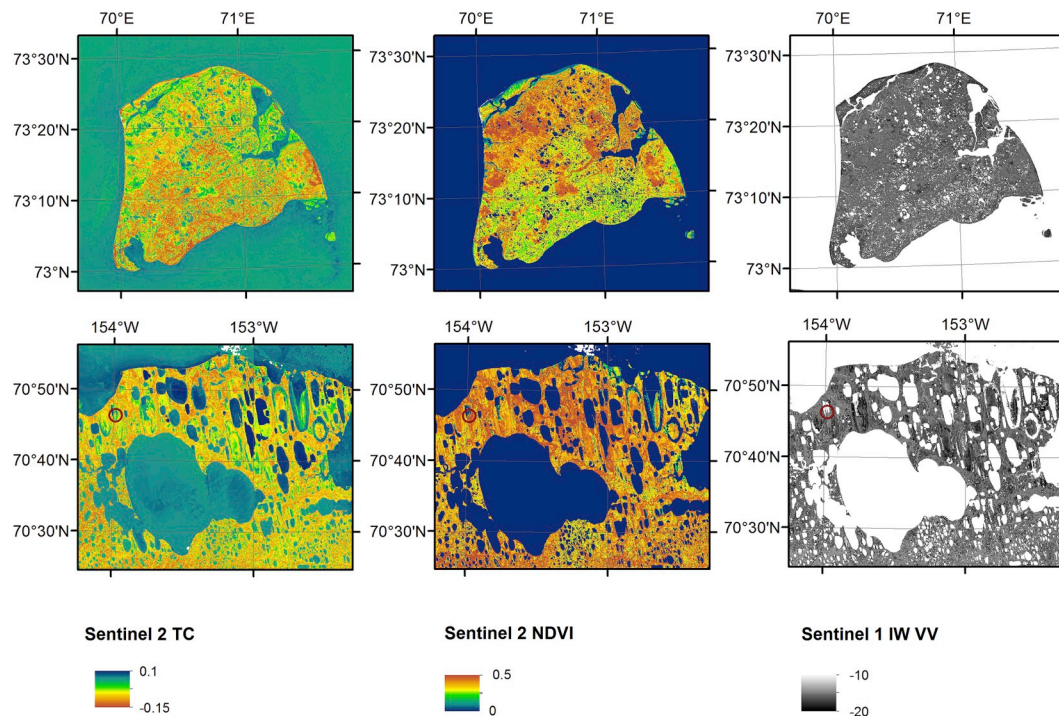 70°E 71°E 70°E 71°E 70°E 71°E
73°30'N 73°30'N 73°30'N
73°20'N 73°20'N 73°20'N
73°10'N 73°10'N 73°10'N
73°N 73°N 73°N
154°W 153°W 154°W 153°W 154°W 153°W
70°50'N 70°50'N 70°50'N
70°40'N 70°40'N 70°40'N
70°30'N 70°30'N 70°30'N
Sentinel 2 TC Sentinel 2 NDVI Sentinel 1 IW VV
0.1 0.5 -10
-0.15 0 -20